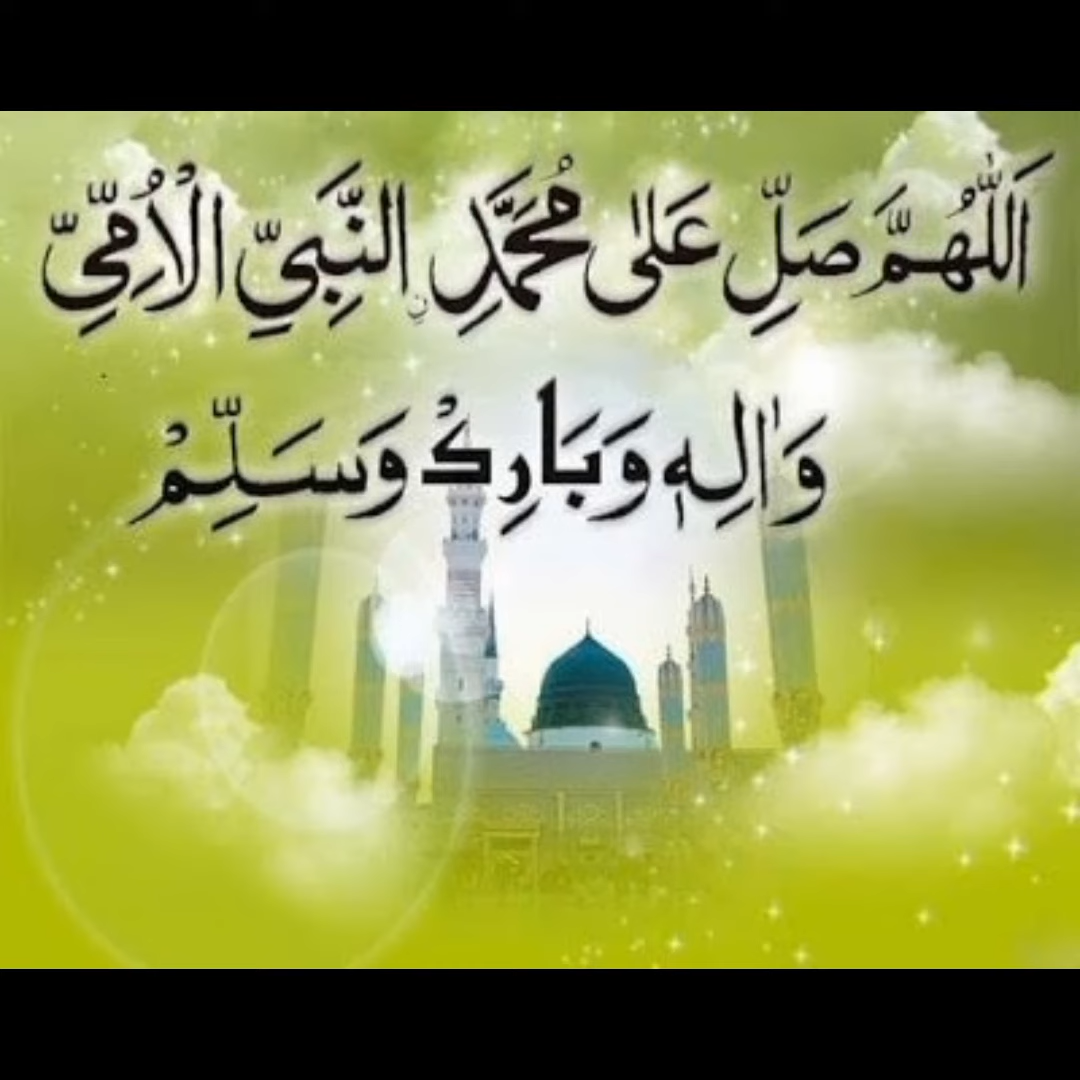 اَللّٰهُمَّ صَلِّ عَلٰى مُحَمَّدِ نِ النَّبِيِّ الْاُمِّيِّ
وَاٰلِهٖ وَبَارِكْ وَسَلِّمْ